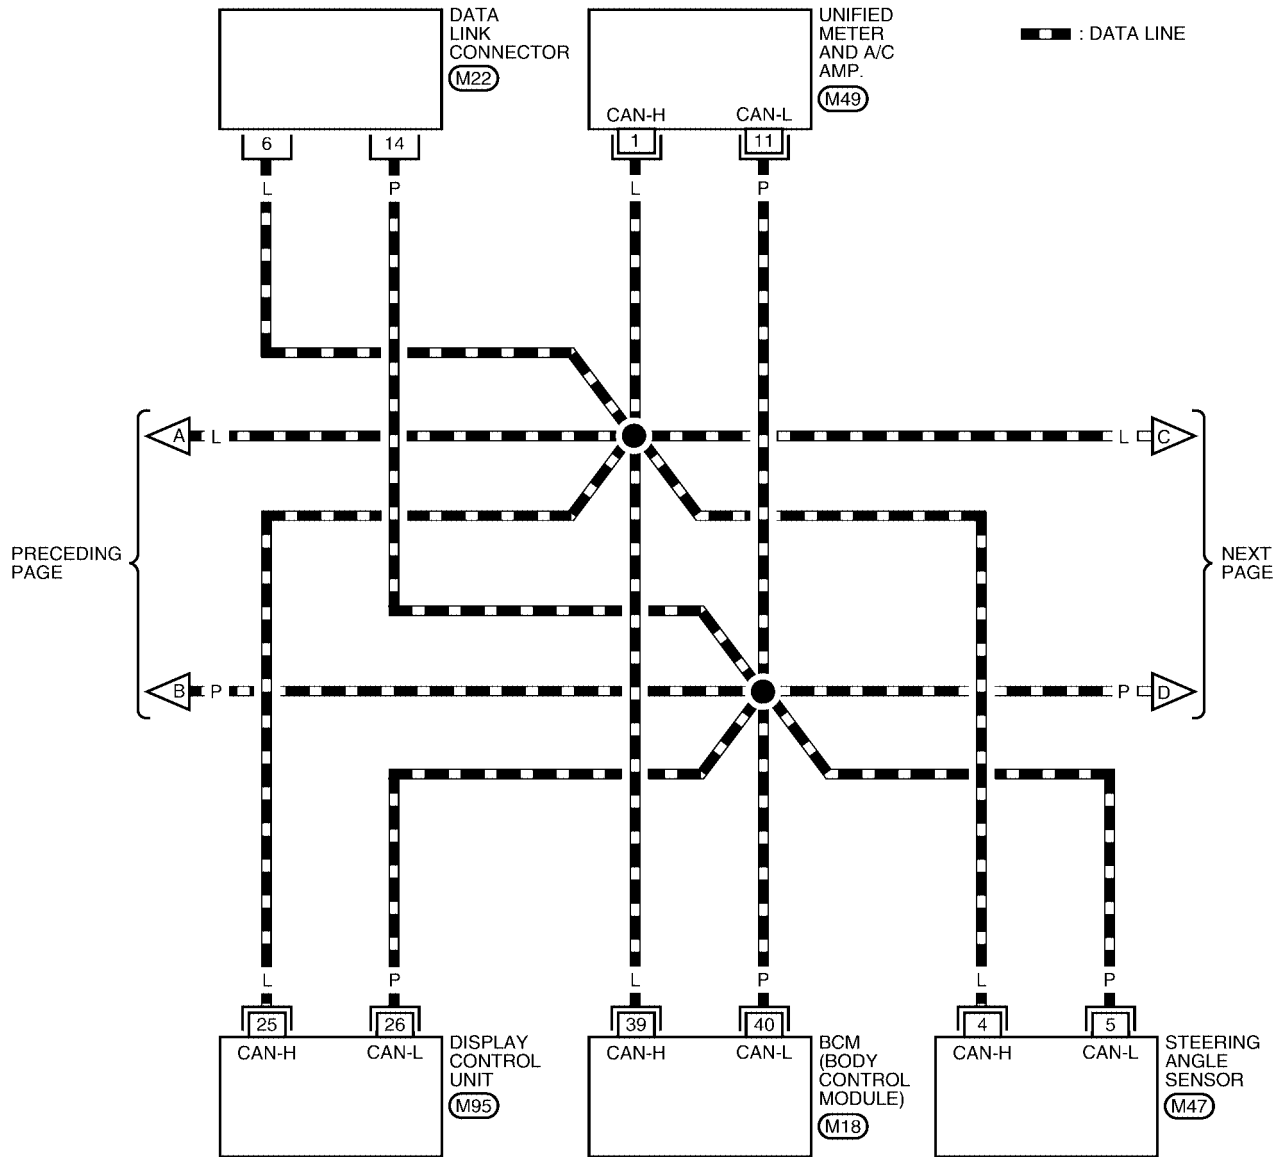 DATA
LINK
CONNECTOR
M22
UNIFIED
METER
AND A/C
AMP.
M49
: DATA LINE
CAN-H
CAN-L
6
14
1
11
L
P
L
P
A
L
L
C
PRECEDING
PAGE
NEXT
PAGE
B
P
P
D
L
P
L
P
L
P
25
26
39
40
4
5
CAN-H
CAN-L
DISPLAY
CONTROL
UNIT
M95
CAN-H
CAN-L
BCM
(BODY
CONTROL
MODULE)
M18
CAN-H
CAN-L
STEERING
ANGLE
SENSOR
M47